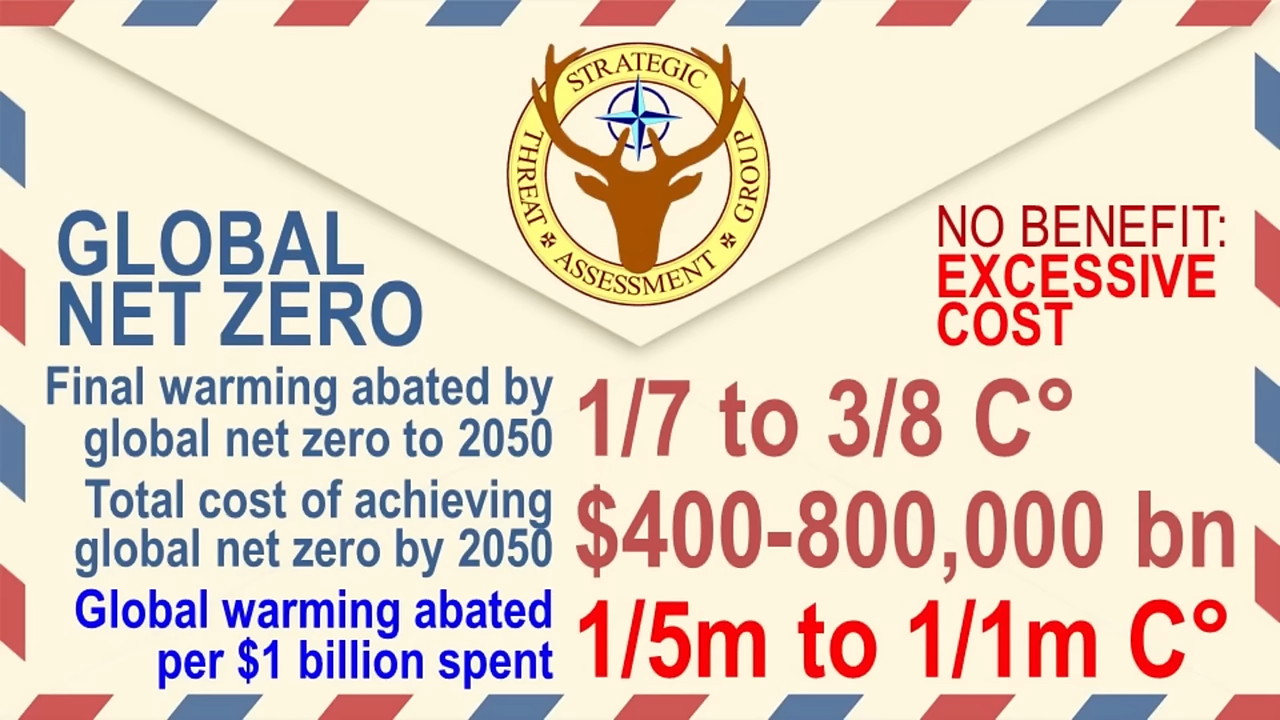 STRATEGIC
THREAT
GROUP
ASSESSMENT
GLOBAL
NET ZERO
NO BENEFIT:
EXCESSIVE
COST
Final warming abated by
global net zero to 2050
1/7 to 3/8 C°
Total cost of achieving
global net zero by 2050
$400-800,000 bn
Global warming abated
per $1 billion spent
1/5m to 1/1m C°